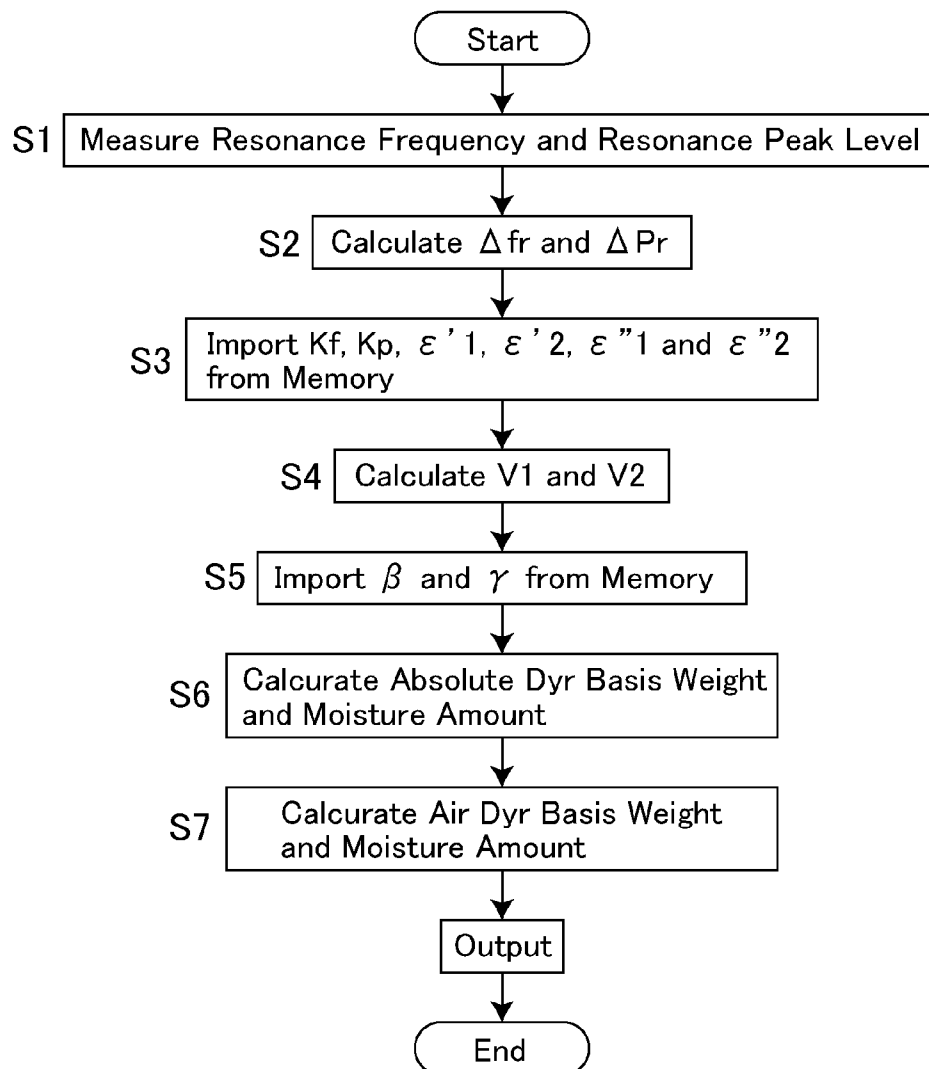 Start
S1 Measure Resonance Frequency and Resonance Peak Level
S2 Calculate Δfr and ΔPr
S3 Import Kf, Kp, ε'1, ε'2, ε"1 and ε"2
from Memory
S4 Calculate V1 and V2
S5 Import β and γ from Memory
S6 Calcurate Absolute Dyr Basis Weight
and Moisture Amount
S7 Calcurate Air Dyr Basis Weight
and Moisture Amount
Output
End